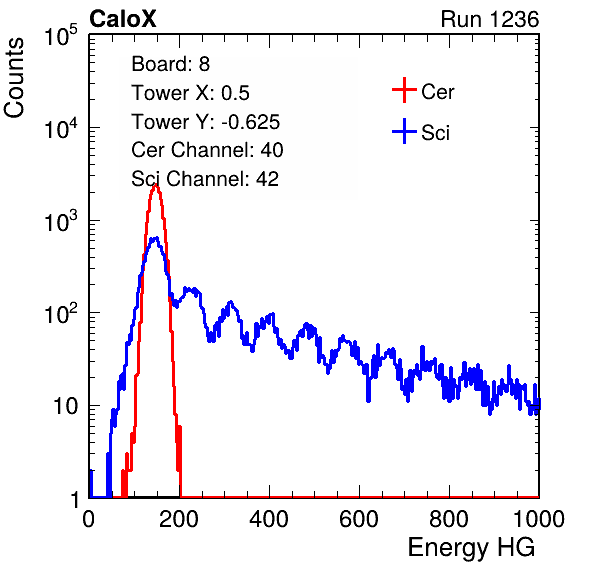 CaloX Run 1236
Counts
Board: 8
Tower X: 0.5
Tower Y: -0.625
Cer Channel: 40
Sci Channel: 42
Cer
Sci
10^5
10^4
10^3
10^2
10
1
0 200 400 600 800 1000
Energy HG